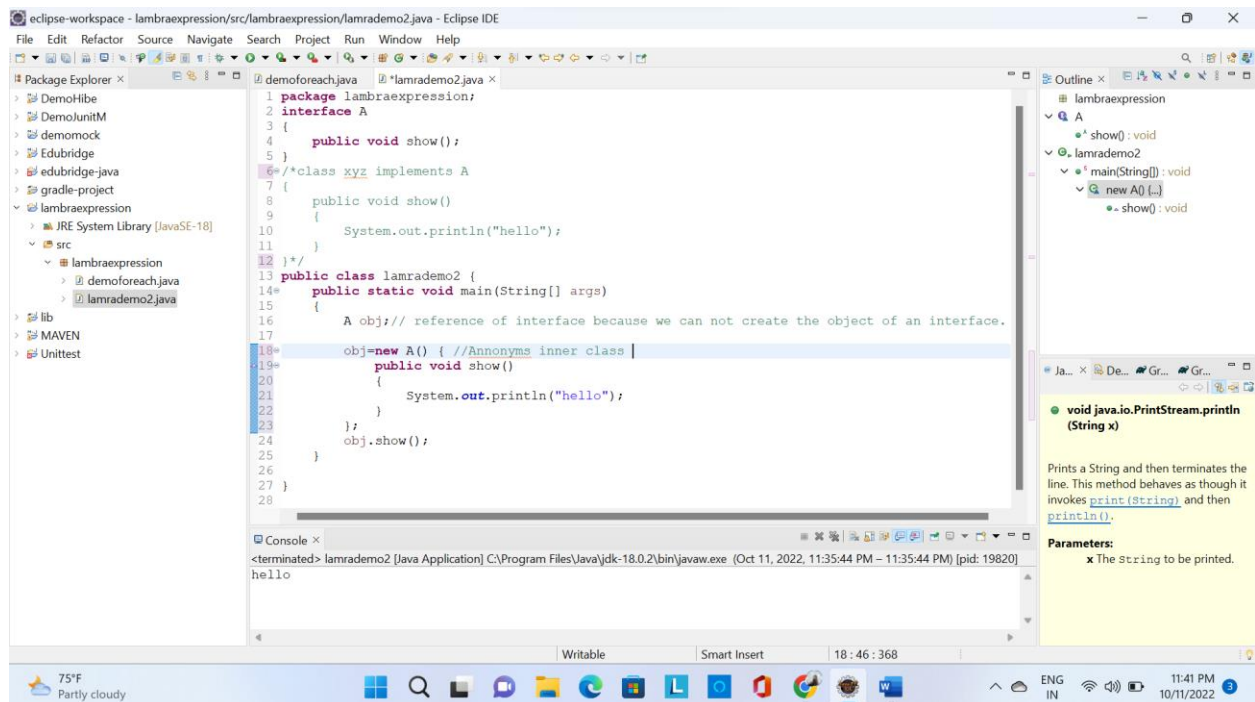 eclipse-workspace - lambraexpression/src/lambraexpression/lamrademo2.java - Eclipse IDE
File Edit Refactor Source Navigate Search Project Run Window Help
Package Explorer
DemoHibe
DemoJunitM
demomock
Edubridge
edubridge-java
gradle-project
lambraexpression
JRE System Library [JavaSE-18]
src
lambraexpression
demoforeach.java
lamrademo2.java
lib
MAVEN
Unittest
demoforeach.java *lamrademo2.java
1 package lambraexpression;
2 interface A
3 {
4 public void show();
5 }
6 /*class xyz implements A
7 {
8 public void show()
9 {
10 System.out.println("hello");
11 }
12 }*/
13 public class lamrademo2 {
14 public static void main(String[] args)
15 {
16 A obj;// reference of interface because we can not create the object of an interface.
17
18 obj=new A() { //Annonyms inner class
19 public void show()
20 {
21 System.out.println("hello");
22 }
23 };
24 obj.show();
25 }
26
27 }
28
Console
<terminated> lamrademo2 [Java Application] C:\Program Files\Java\jdk-18.0.2\bin\javaw.exe (Oct 11, 2022, 11:35:44 PM – 11:35:44 PM) [pid: 19820]
hello
Outline
lambraexpression
A
show() : void
lamrademo2
main(String[]) : void
new A() {...}
show() : void
Ja... De... Gr... Gr...
void java.io.PrintStream.println
(String x)
Prints a String and then terminates the
line. This method behaves as though it
invokes print(String) and then
println().
Parameters:
x The String to be printed.
Writable Smart Insert 18 : 46 : 368
75°F
Partly cloudy
ENG
IN
11:41 PM
10/11/2022
3